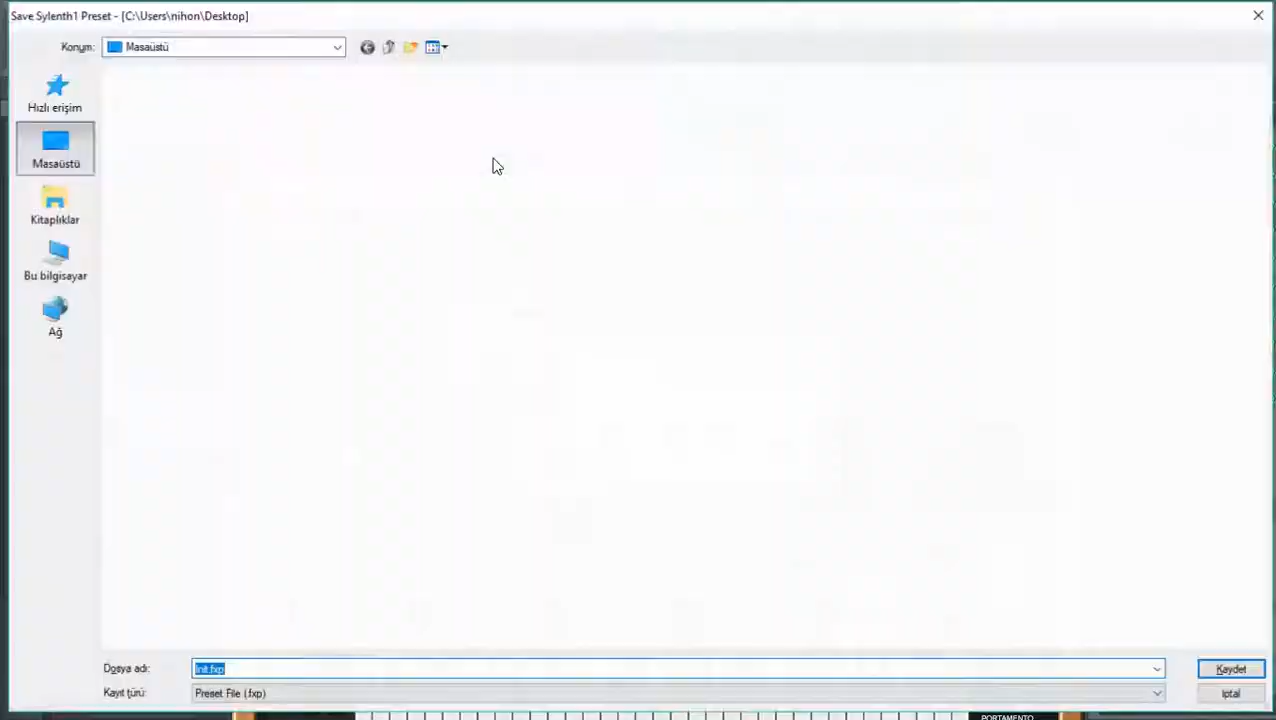 Save Sylenth1 Preset - [C:\Users\nihon\Desktop]
Konum: Masaüstü
Hızlı erişim
Masaüstü
Kitaplıklar
Bu bilgisayar
Ağ
Dosya adı: Init.fxp Kaydet
Kayıt türü: Preset File (.fxp) İptal
PORTAMENTO